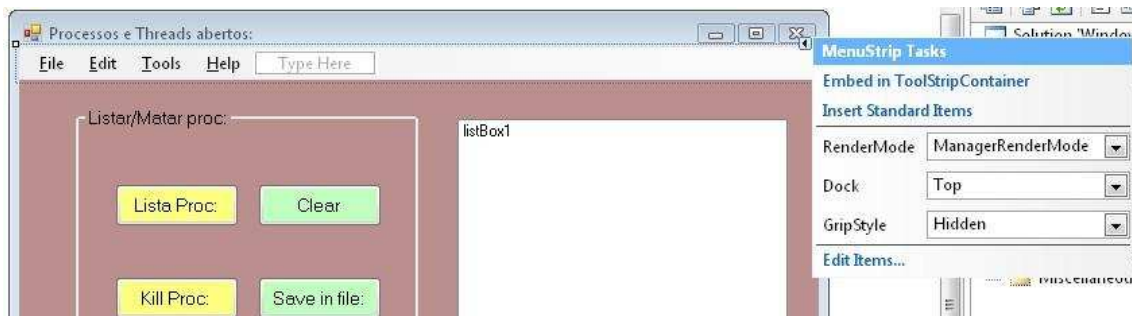 Processos e Threads abertos:
File Edit Tools Help Type Here
Listar/Matar proc:
Lista Proc: Clear
Kill Proc: Save in file:
listBox1
Solution 'Window
MenuStrip Tasks
Embed in ToolStripContainer
Insert Standard Items
RenderMode ManagerRenderMode
Dock Top
GripStyle Hidden
Edit Items...